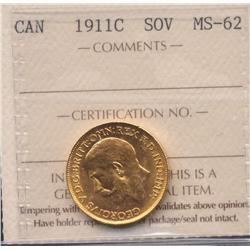 CAN 1911C SOV MS-62
— COMMENTS —
— CERTIFICATION NO. —
IN THIS IS A
GE AL ITEM.
Tampering with validates above opinion.
Have holder repa package/seal not intact.
GEORGIVS V D.G.BRITT:OMN:REX F.D.IND:IMP: